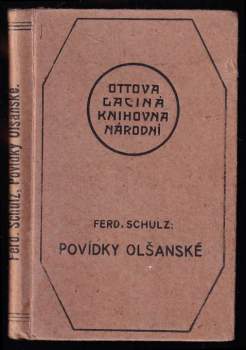 Ferd. Schulz, Povídky Olšanské.
OTTOVA
LACINÁ
KNIHOVNA
NÁRODNÍ
FERD. SCHULZ:
POVÍDKY OLŠANSKÉ